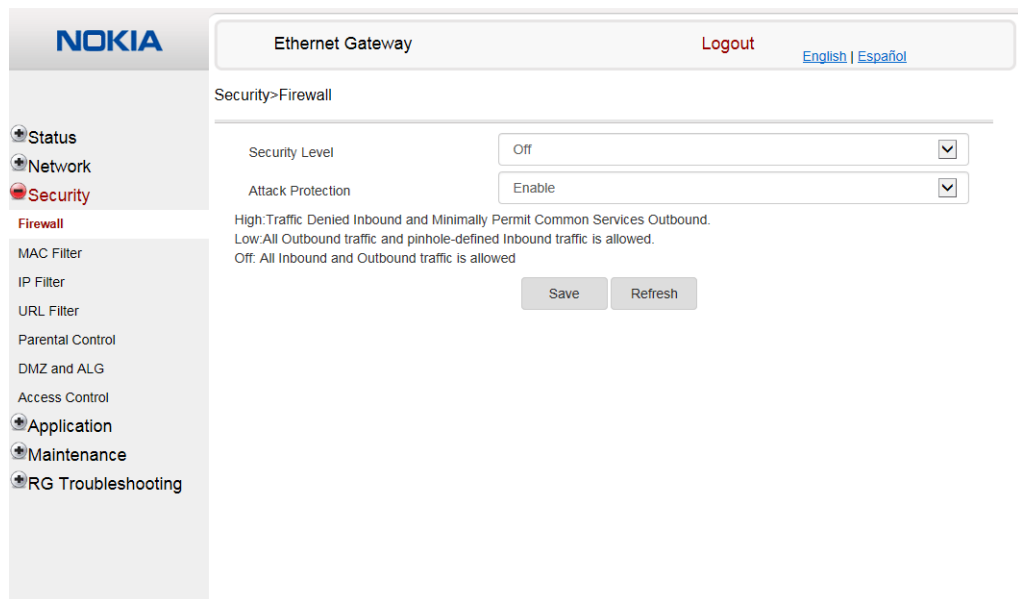 NOKIA
Ethernet Gateway
Logout
English | Español
Security>Firewall
Status
Network
Security
Firewall
MAC Filter
IP Filter
URL Filter
Parental Control
DMZ and ALG
Access Control
Application
Maintenance
RG Troubleshooting
Security Level
Off
Attack Protection
Enable
High:Traffic Denied Inbound and Minimally Permit Common Services Outbound.
Low:All Outbound traffic and pinhole-defined Inbound traffic is allowed.
Off: All Inbound and Outbound traffic is allowed
Save
Refresh